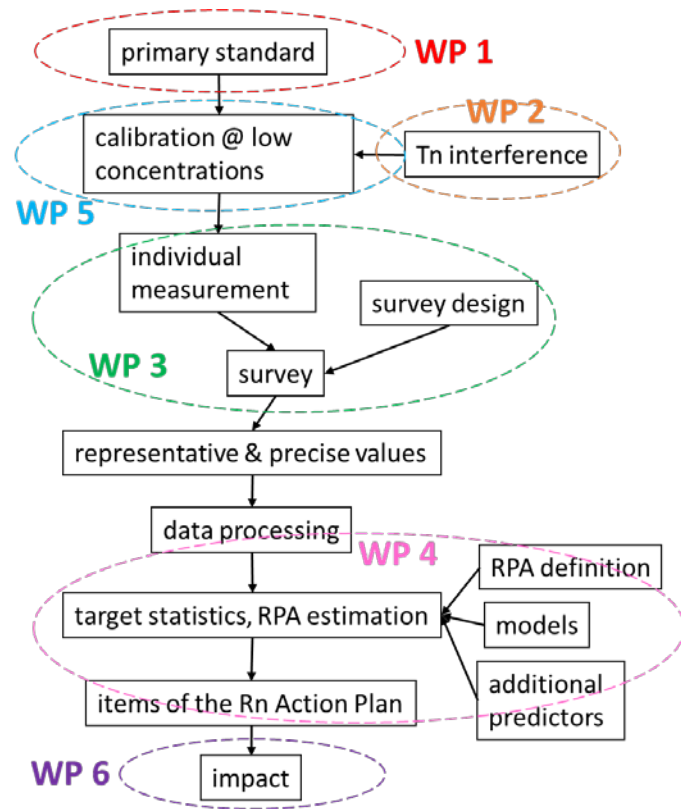 primary standard
WP 1
WP 2
calibration @ low
concentrations
Tn interference
WP 5
individual
measurement
survey design
WP 3
survey
representative & precise values
data processing
WP 4
RPA definition
target statistics, RPA estimation
models
additional
predictors
items of the Rn Action Plan
WP 6
impact